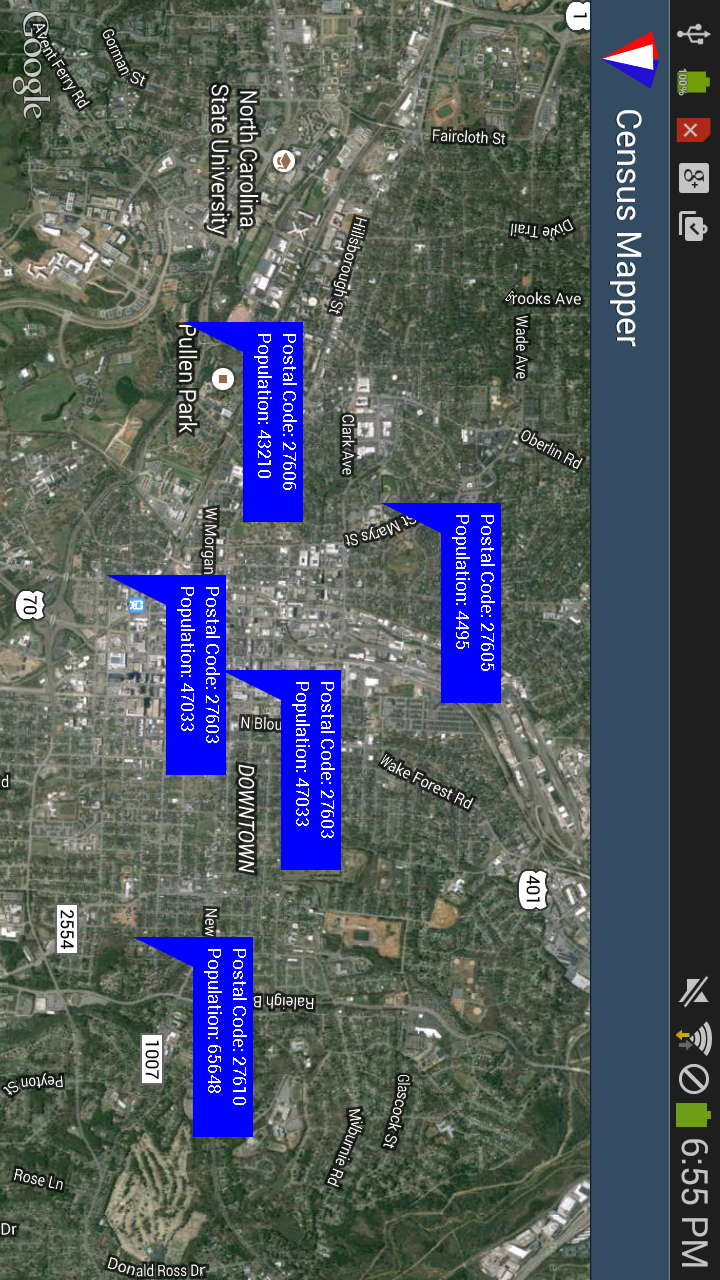 100%
g+
6:55 PM
Census Mapper
1
Faircloth St
Dixie Trail
Brooks Ave
Wade Ave
Oberlin Rd
North Carolina
State University
Hillsborough St
Clark Ave
Gorman St
Avent Ferry Rd
Google
Pullen Park
Postal Code: 27606
Population: 43210
Postal Code: 27605
Population: 4495
St Marys St
W Morgan
Postal Code: 27603
Population: 47033
Postal Code: 27603
Population: 47033
N Blou
DOWNTOWN
Wake Forest Rd
401
70
2554
New
Postal Code: 27610
Population: 65648
Raleigh B
1007
Glascock St
Milburnie Rd
Peyton St
Rose Ln
Donald Ross Dr
Dr
d